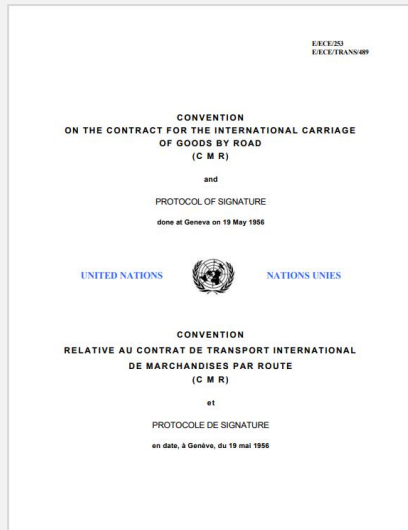 E/ECE/253
E/ECE/TRANS/489
CONVENTION
ON THE CONTRACT FOR THE INTERNATIONAL CARRIAGE
OF GOODS BY ROAD
(C M R)
and
PROTOCOL OF SIGNATURE
done at Geneva on 19 May 1956
UNITED NATIONS
NATIONS UNIES
CONVENTION
RELATIVE AU CONTRAT DE TRANSPORT INTERNATIONAL
DE MARCHANDISES PAR ROUTE
(C M R)
et
PROTOCOLE DE SIGNATURE
en date, à Genève, du 19 mai 1956